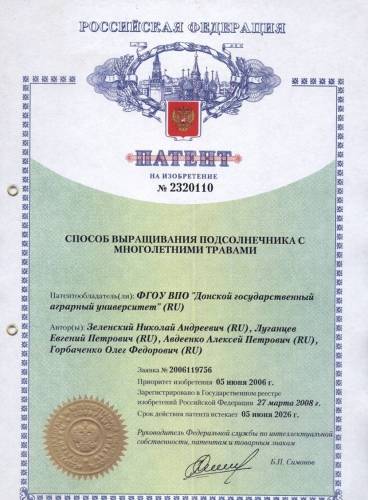 РОССИЙСКАЯ ФЕДЕРАЦИЯ
ПАТЕНТ
НА ИЗОБРЕТЕНИЕ
№ 2320110
СПОСОБ ВЫРАЩИВАНИЯ ПОДСОЛНЕЧНИКА С
МНОГОЛЕТНИМИ ТРАВАМИ
Патентообладатель(ли): ФГОУ ВПО "Донской государственный
аграрный университет" (RU)
Автор(ы): Зеленский Николай Андреевич (RU), Луганцев
Евгений Петрович (RU), Авдеенко Алексей Петрович (RU),
Горбаченко Олег Федорович (RU)
Заявка № 2006119756
Приоритет изобретения 05 июня 2006 г.
Зарегистрировано в Государственном реестре
изобретений Российской Федерации 27 марта 2008 г.
Срок действия патента истекает 05 июня 2026 г.
Руководитель Федеральной службы по интеллектуальной
собственности, патентам и товарным знакам
Б.П. Симонов